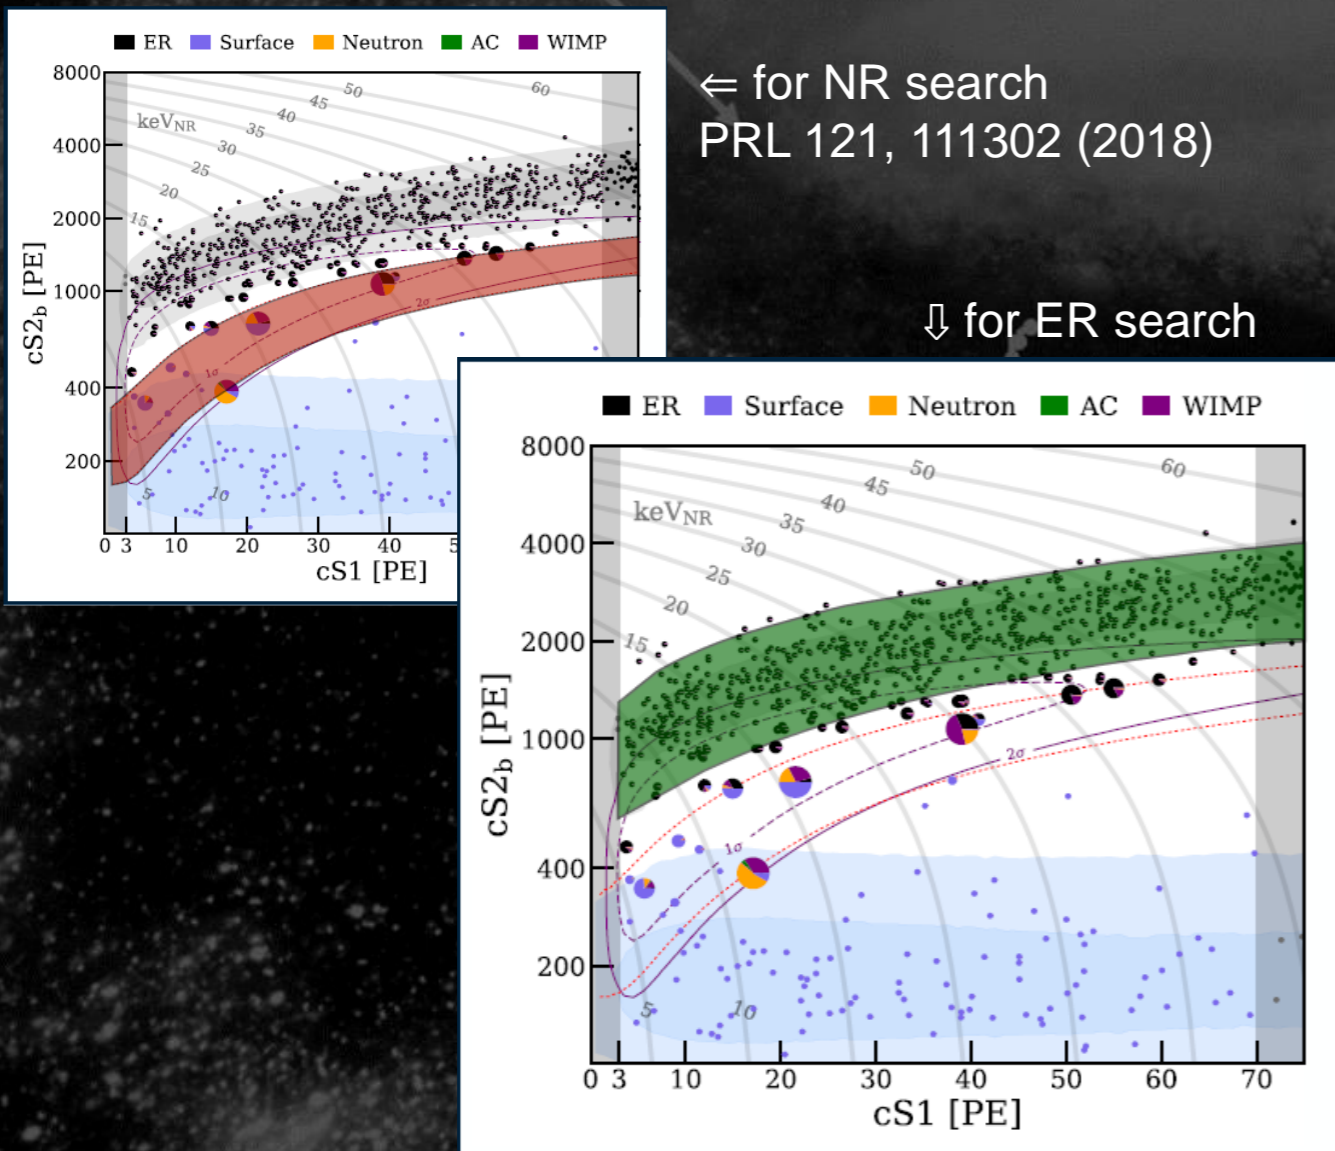 ER Surface Neutron AC WIMP
8000
4000
2000
1000
400
200
cS2b [PE]
keVNR
5 10 15 20 25 30 35 40 45 50 60
1σ
2σ
0 3 10 20 30 40 5
cS1 [PE]
⇐ for NR search
PRL 121, 111302 (2018)
⇓ for ER search
ER Surface Neutron AC WIMP
8000
4000
2000
1000
400
200
cS2b [PE]
keVNR
5 10 15 20 25 30 35 40 45 50 60
1σ
2σ
0 3 10 20 30 40 50 60 70
cS1 [PE]